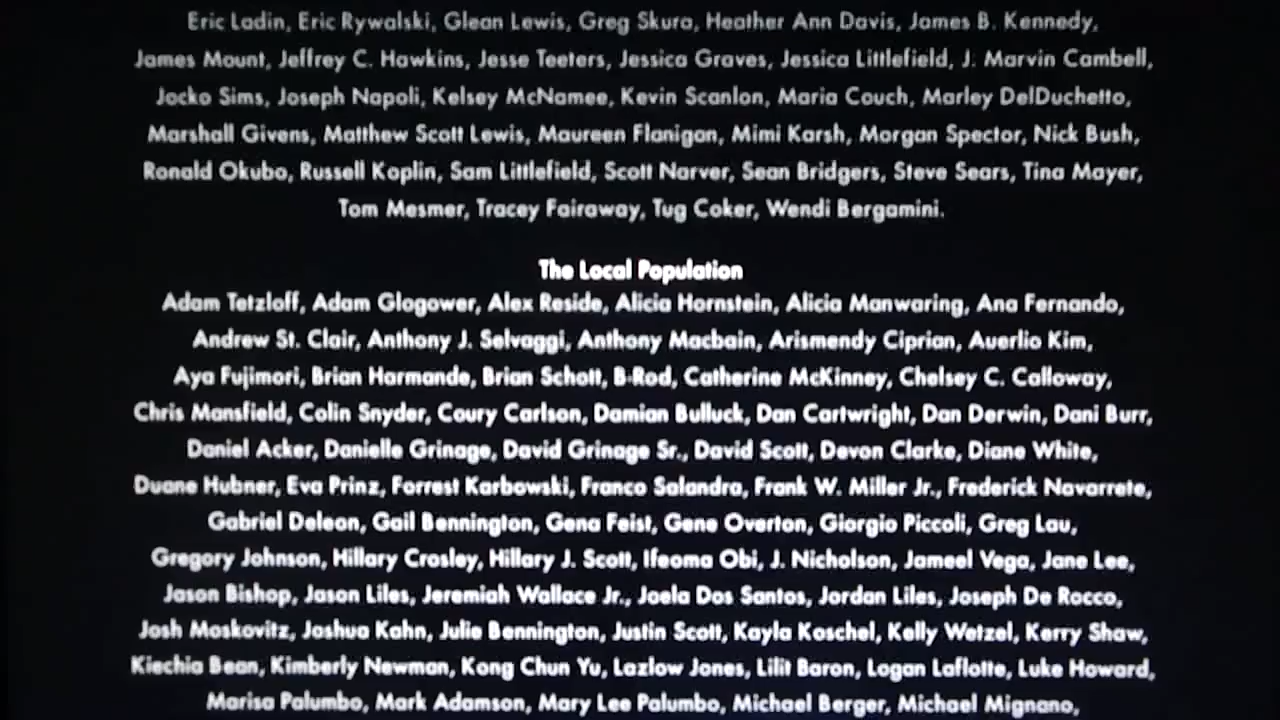 Eric Ladin, Eric Rywalski, Glean Lewis, Greg Skura, Heather Ann Davis, James B. Kennedy,
James Mount, Jeffrey C. Hawkins, Jesse Teeters, Jessica Graves, Jessica Littlefield, J. Marvin Cambell,
Jocko Sims, Joseph Napoli, Kelsey McNamee, Kevin Scanlon, Maria Couch, Marley DelDuchetto,
Marshall Givens, Matthew Scott Lewis, Maureen Flanigan, Mimi Karsh, Morgan Spector, Nick Bush,
Ronald Okubo, Russell Koplin, Sam Littlefield, Scott Narver, Sean Bridgers, Steve Sears, Tina Mayer,
Tom Mesmer, Tracey Fairaway, Tug Coker, Wendi Bergamini.
The Local Population
Adam Tetzloff, Adam Glogower, Alex Reside, Alicia Hornstein, Alicia Manwaring, Ana Fernando,
Andrew St. Clair, Anthony J. Selvaggi, Anthony Macbain, Arismendy Ciprian, Auerlio Kim,
Aya Fujimori, Brian Harmande, Brian Schott, B-Rod, Catherine McKinney, Chelsey C. Calloway,
Chris Mansfield, Colin Snyder, Coury Carlson, Damian Bulluck, Dan Cartwright, Dan Derwin, Dani Burr,
Daniel Acker, Danielle Grinage, David Grinage Sr., David Scott, Devon Clarke, Diane White,
Duane Hubner, Eva Prinz, Forrest Karbowski, Franco Salandra, Frank W. Miller Jr., Frederick Navarrete,
Gabriel Deleon, Gail Bennington, Gena Feist, Gene Overton, Giorgio Piccoli, Greg Lau,
Gregory Johnson, Hillary Crosley, Hillary J. Scott, Ifeoma Obi, J. Nicholson, Jameel Vega, Jane Lee,
Jason Bishop, Jason Liles, Jeremiah Wallace Jr., Joela Dos Santos, Jordan Liles, Joseph De Rocco,
Josh Moskovitz, Joshua Kahn, Julie Bennington, Justin Scott, Kayla Koschel, Kelly Wetzel, Kerry Shaw,
Kiechia Bean, Kimberly Newman, Kong Chun Yu, Lazlow Jones, Lilit Baron, Logan Laflotte, Luke Howard,
Marisa Palumbo, Mark Adamson, Mary Lee Palumbo, Michael Berger, Michael Mignano,